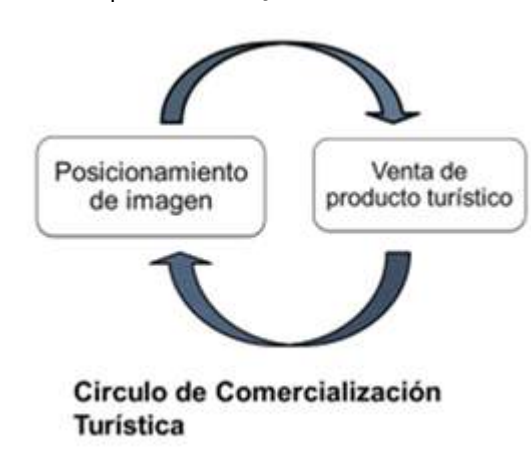 Posicionamiento
de imagen
Venta de
producto turístico
Circulo de Comercialización
Turística